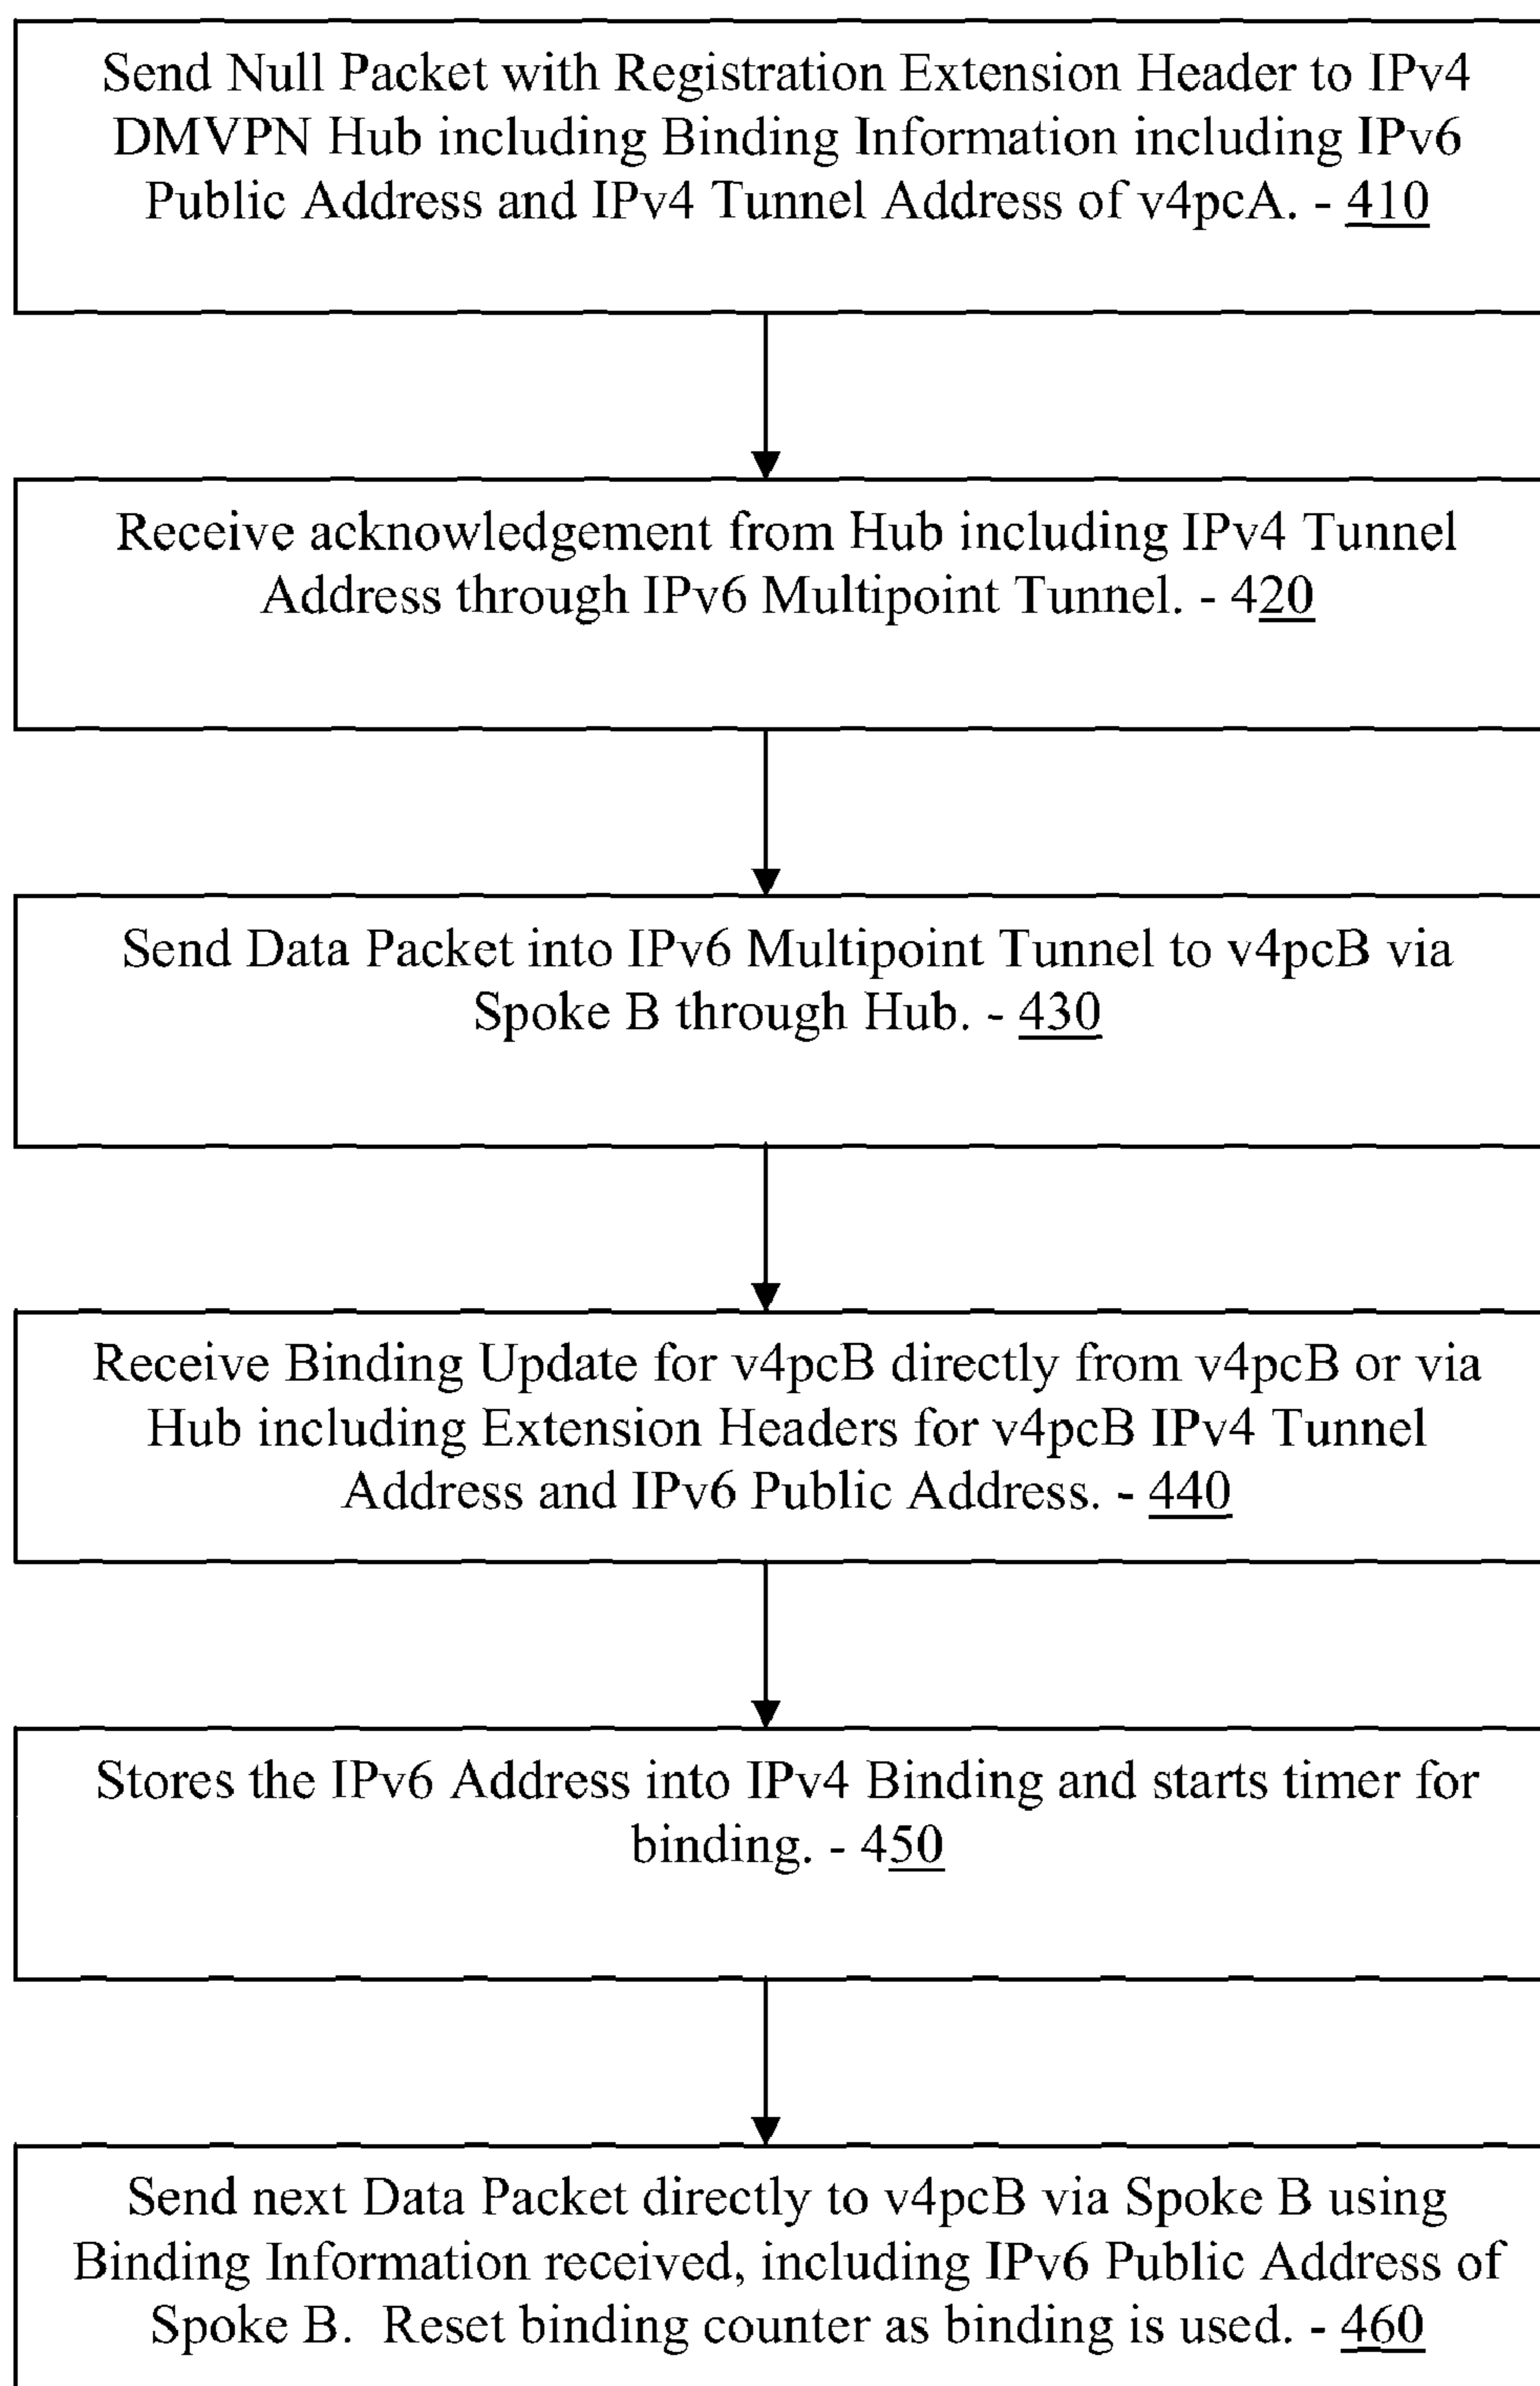 Send Null Packet with Registration Extension Header to IPv4
DMVPN Hub including Binding Information including IPv6
Public Address and IPv4 Tunnel Address of v4pcA. - 410
Receive acknowledgement from Hub including IPv4 Tunnel
Address through IPv6 Multipoint Tunnel. - 420
Send Data Packet into IPv6 Multipoint Tunnel to v4pcB via
Spoke B through Hub. - 430
Receive Binding Update for v4pcB directly from v4pcB or via
Hub including Extension Headers for v4pcB IPv4 Tunnel
Address and IPv6 Public Address. - 440
Stores the IPv6 Address into IPv4 Binding and starts timer for
binding. - 450
Send next Data Packet directly to v4pcB via Spoke B using
Binding Information received, including IPv6 Public Address of
Spoke B.  Reset binding counter as binding is used. - 460